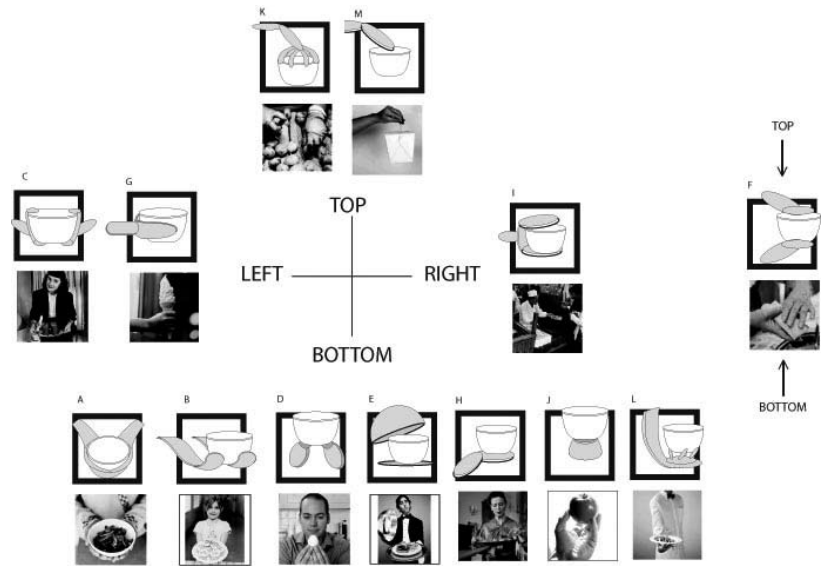 K M
C G
TOP
I
TOP
F
LEFT RIGHT
BOTTOM
BOTTOM
A B D E H J L